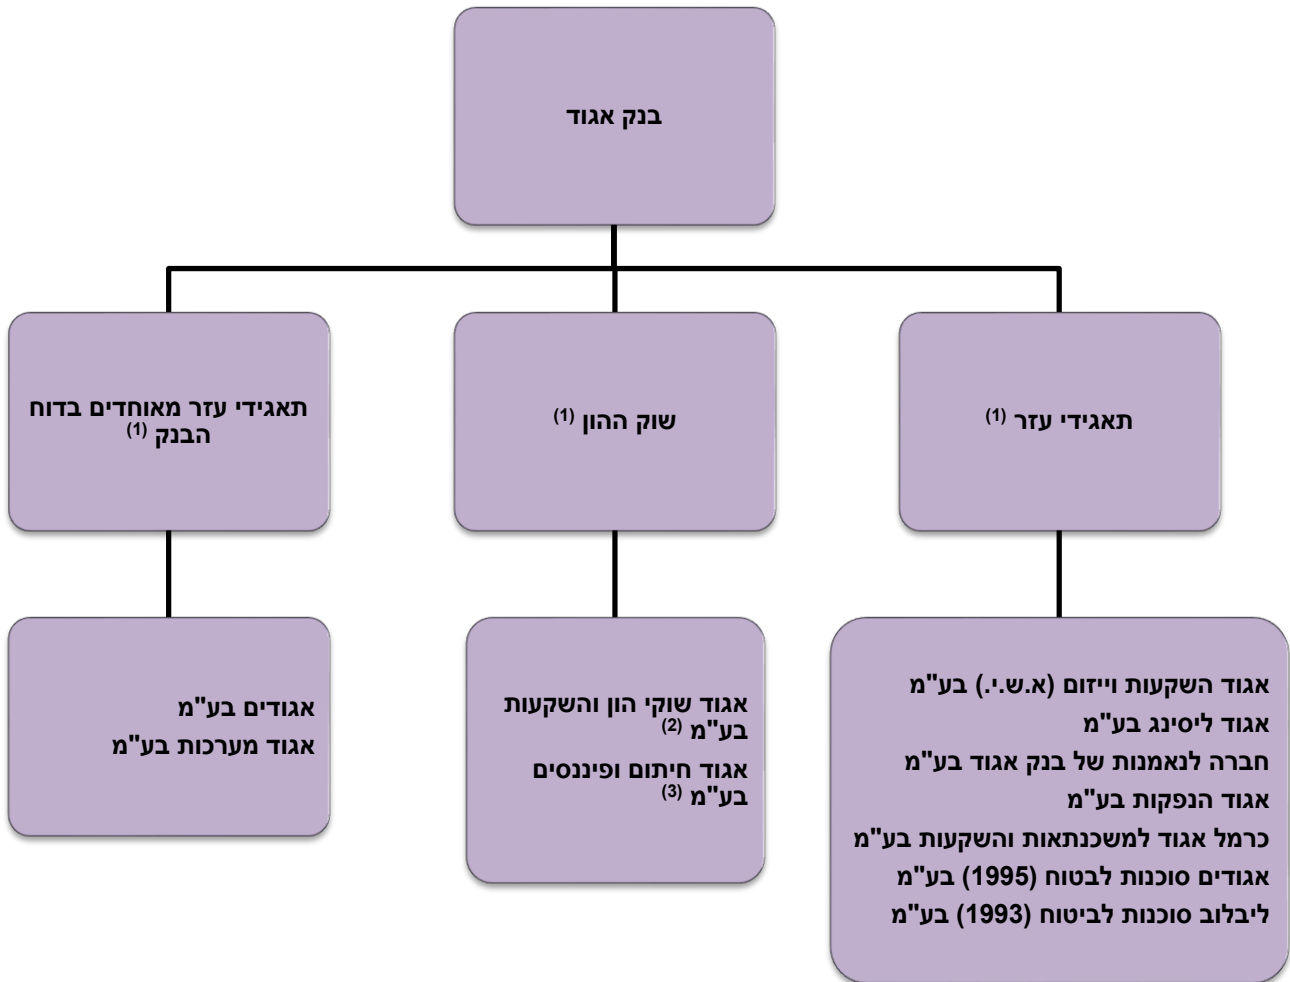 בנק אגוד
תאגידי עזר (1)
שוק ההון (1)
תאגידי עזר מאוחדים בדוח
הבנק (1)
אגוד השקעות וייזום (א.ש.י.) בע"מ
אגוד ליסינג בע"מ
חברה לנאמנות של בנק אגוד בע"מ
אגוד הנפקות בע"מ
כרמל אגוד למשכנתאות והשקעות בע"מ
אגודים סוכנות לבטוח (1995) בע"מ
ליבלוב סוכנות לביטוח (1993) בע"מ
אגוד שוקי הון והשקעות
בע"מ (2)
אגוד חיתום ופיננסים
בע"מ (3)
אגודים בע"מ
אגוד מערכות בע"מ